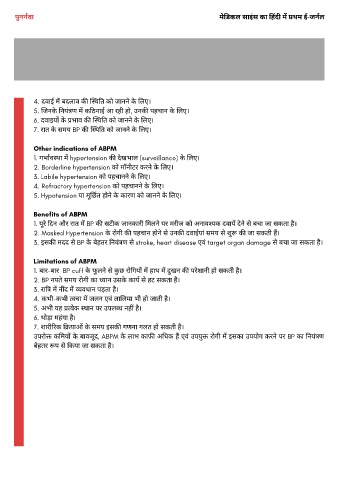 पुनर्नवा
मेडिकल साइंस का हिंदी में प्रथम ई-जर्नल
4. दवाई में बदलाव की स्थिति को जानने के लिए।
5. जिनके नियंत्रण में कठिनाई आ रही हो, उनकी पहचान के लिए।
6. दवाइयों के प्रभाव की स्थिति को जानने के लिए।
7. रात के समय BP की स्थिति को जानने के लिए।
Other indications of ABPM
1. गर्भावस्था में hypertension की देखभाल (surveillance) के लिए।
2. Borderline hypertension को मॉनीटर करने के लिए।
3. Labile hypertension को पहचानने के लिए।
4. Refractory hypertension को पहचानने के लिए।
5. Hypotension या मूर्छित होने के कारण को जानने के लिए।
Benefits of ABPM
1. पूरे दिन और रात में BP की सटीक जानकारी मिलने पर मरीज को अनावश्यक दवायें देने से बचा जा सकता है।
2. Masked Hypertension के रोगी की पहचान होने से उनकी दवाईयां समय से शुरू की जा सकती हैं।
3. इसकी मदद से BP के बेहतर नियंत्रण से stroke, heart disease एवं target organ damage से बचा जा सकता है।
Limitations of ABPM
1. बार-बार BP cuff के फूलने से कुछ रोगियों में हाथ में दुखन की परेशानी हो सकती है।
2. BP नापते समय रोगी का ध्यान उसके कार्य से हट सकता है।
3. रात्रि में नींद में व्यवधान पड़ता है।
4. कभी-कभी त्वचा में जलन एवं लालिमा भी हो जाती है।
5. अभी यह प्रत्येक स्थान पर उपलब्ध नहीं है।
6. थोड़ा महंगा है।
7. शारीरिक क्रियाओं के समय इसकी गणना गलत हो सकती है।
उपरोक्त कमियों के बावजूद, ABPM के लाभ काफी अधिक हैं एवं उपयुक्त रोगी में इसका उपयोग करने पर BP का नियंत्रण
बेहतर रूप से किया जा सकता है।